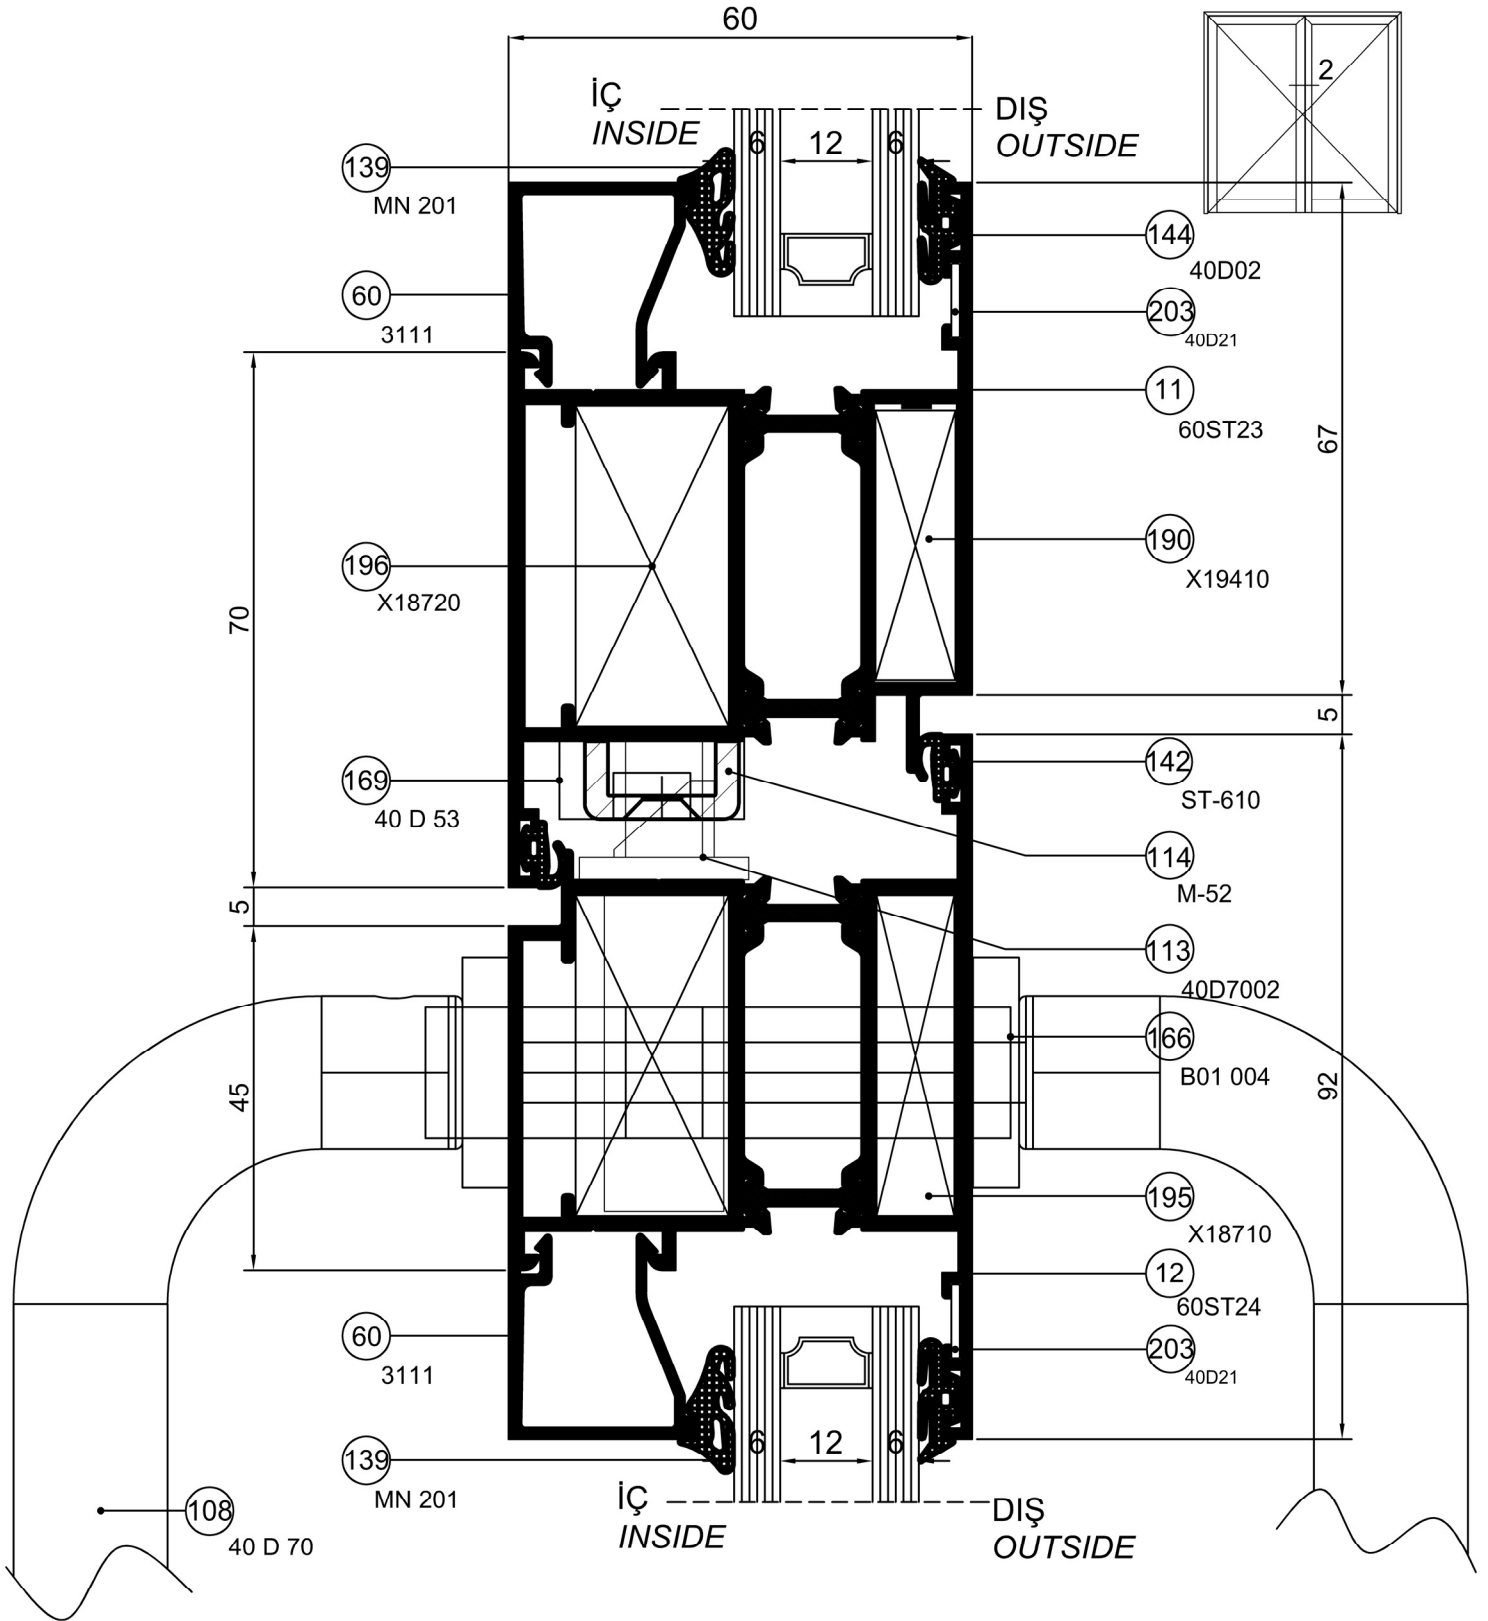 60
İÇ
INSIDE
DIŞ
OUTSIDE
2
6
12
6
139
MN 201
144
40D02
60
3111
203
40D21
11
60ST23
67
196
X18720
190
X19410
70
5
169
40 D 53
142
ST-610
114
M-52
5
113
40D7002
166
B01 004
45
92
195
X18710
12
60ST24
60
3111
203
40D21
6
12
6
139
MN 201
İÇ
INSIDE
DIŞ
OUTSIDE
108
40 D 70